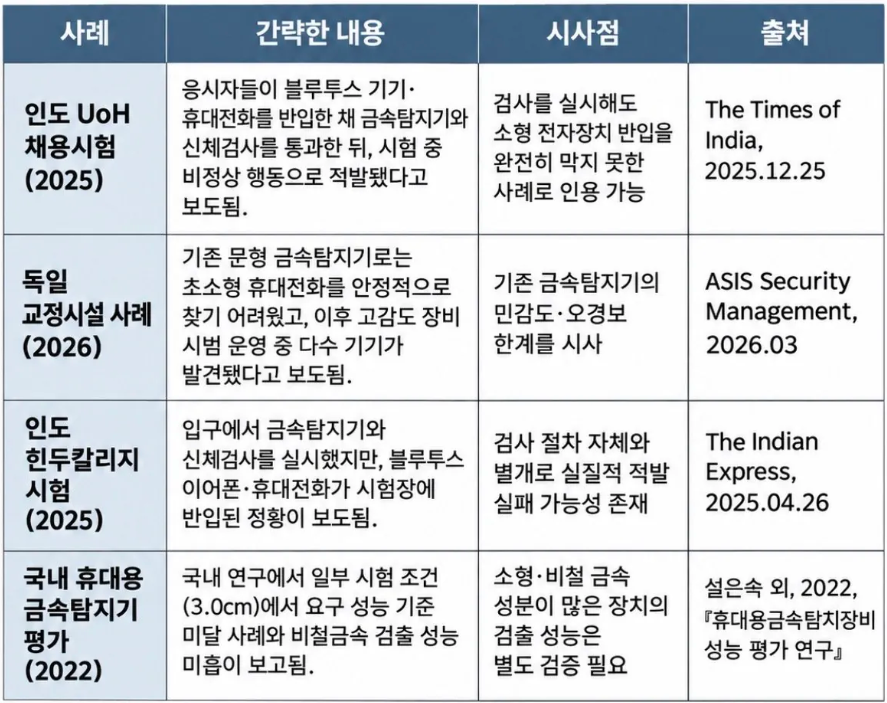 사례
간략한 내용
시사점
출처
인도 UoH
채용시험
(2025)
응시자들이 블루투스 기기·
휴대전화를 반입한 채 금속탐지기와
신체검사를 통과한 뒤, 시험 중
비정상 행동으로 적발됐다고
보도됨.
검사를 실시해도
소형 전자장치 반입을
완전히 막지 못한
사례로 인용 가능
The Times of
India,
2025.12.25
독일
교정시설 사례
(2026)
기존 문형 금속탐지기로는
초소형 휴대전화를 안정적으로
찾기 어려웠고, 이후 고감도 장비
시범 운영 중 다수 기기가
발견됐다고 보도됨.
기존 금속탐지기의
민감도·오경보
한계를 시사
ASIS Security
Management,
2026.03
인도
힌두칼리지
시험
(2025)
입구에서 금속탐지기와
신체검사를 실시했지만, 블루투스
이어폰·휴대전화가 시험장에
반입된 정황이 보도됨.
검사 절차 자체와
별개로 실질적 적발
실패 가능성 존재
The Indian
Express,
2025.04.26
국내 휴대용
금속탐지기
평가
(2022)
국내 연구에서 일부 시험 조건
(3.0cm)에서 요구 성능 기준
미달 사례와 비철금속 검출 성능
미흡이 보고됨.
소형·비철 금속
성분이 많은 장치의
검출 성능은
별도 검증 필요
설은속 외, 2022,
『휴대용금속탐치장비
성능 평가 연구』